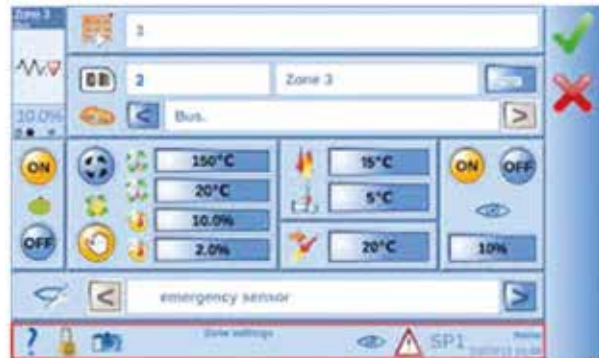 Zone 3
3
2 Zone 3
10.0%
< Bus. >
ON 150°C 15°C ON OFF
20°C 5°C
10.0%
OFF 2.0% 20°C 10%
< emergency sensor >
? Zone settings SP1